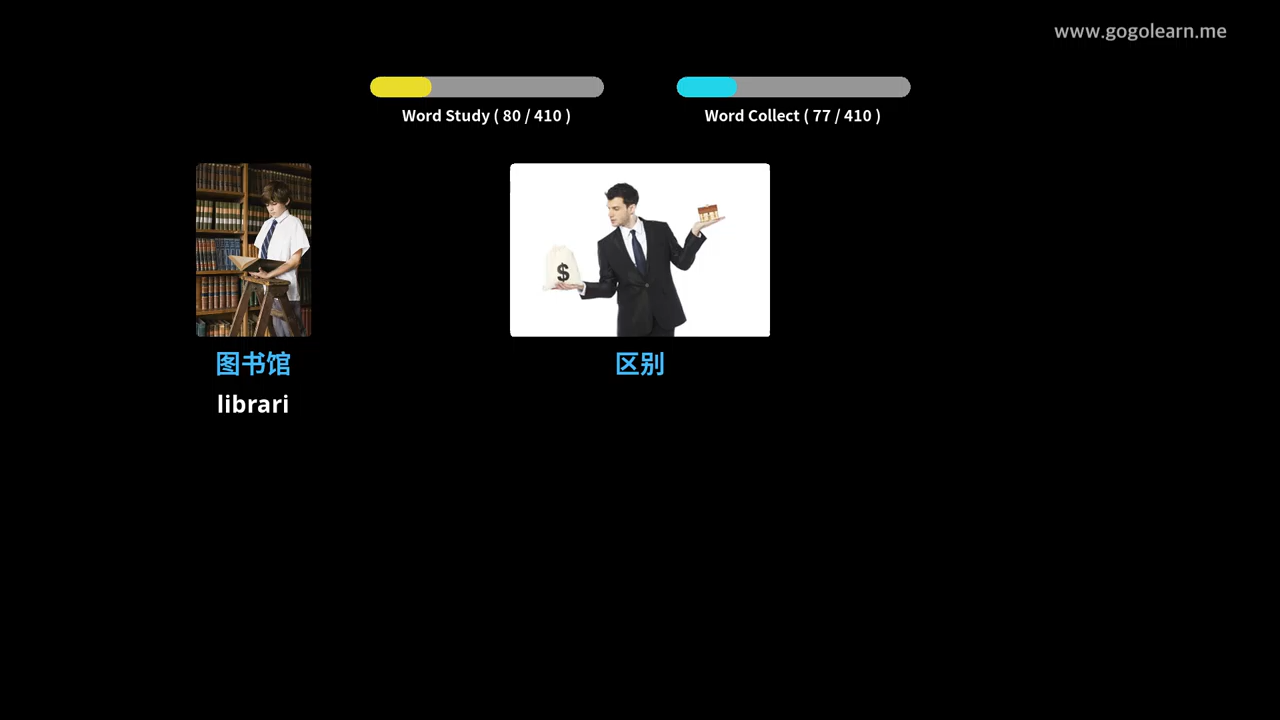 www.gogolearn.me
Word Study ( 80 / 410 )
Word Collect ( 77 / 410 )
$
图书馆
区别
librari